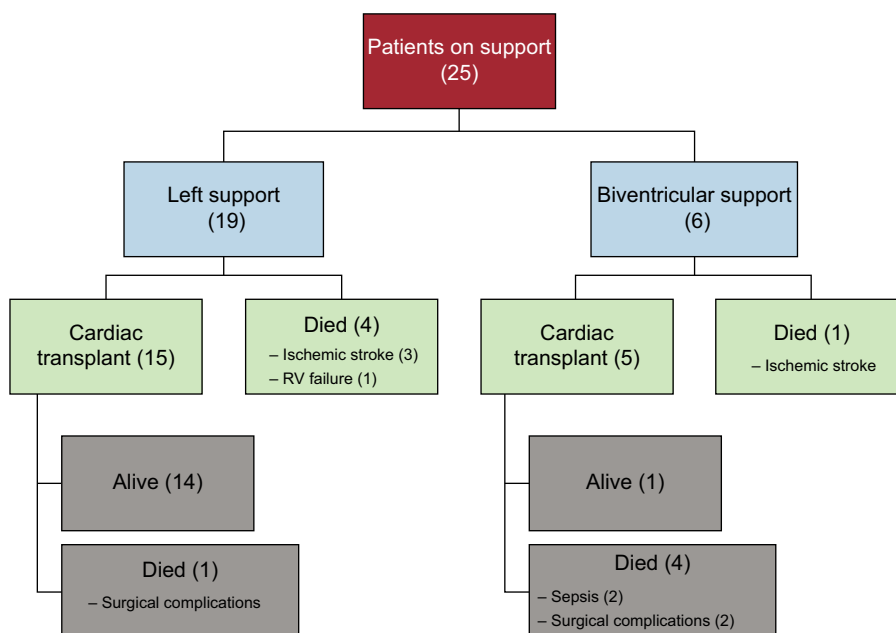 Patients on support
(25)
Left support
(19)
Biventricular support
(6)
Cardiac
transplant (15)
Died (4)
– Ischemic stroke (3)
– RV failure (1)
Cardiac
transplant (5)
Died (1)
– Ischemic stroke
Alive (14)
Alive (1)
Died (1)
– Surgical complications
Died (4)
– Sepsis (2)
– Surgical complications (2)